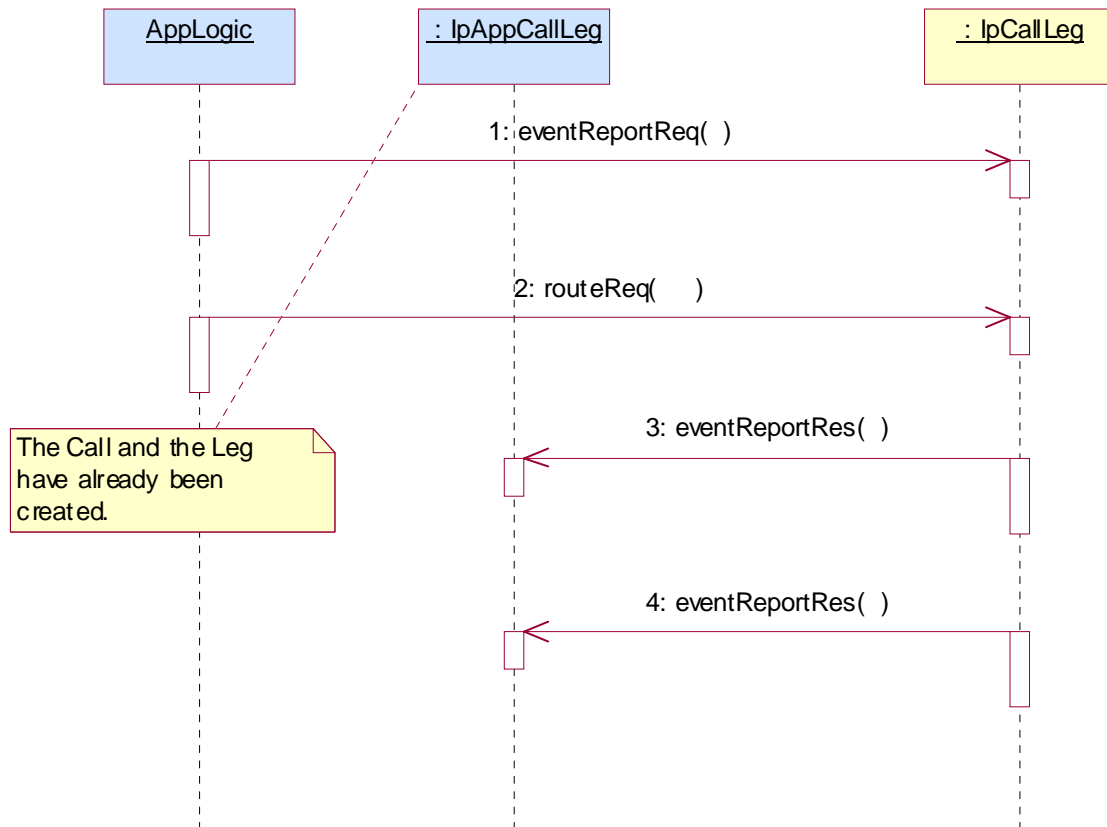 AppLogic
: IpAppCallLeg
: IpCallLeg
1: eventReportReq( )
2: routeReq( )
3: eventReportRes( )
The Call and the Leg
have already been
created.
4: eventReportRes( )